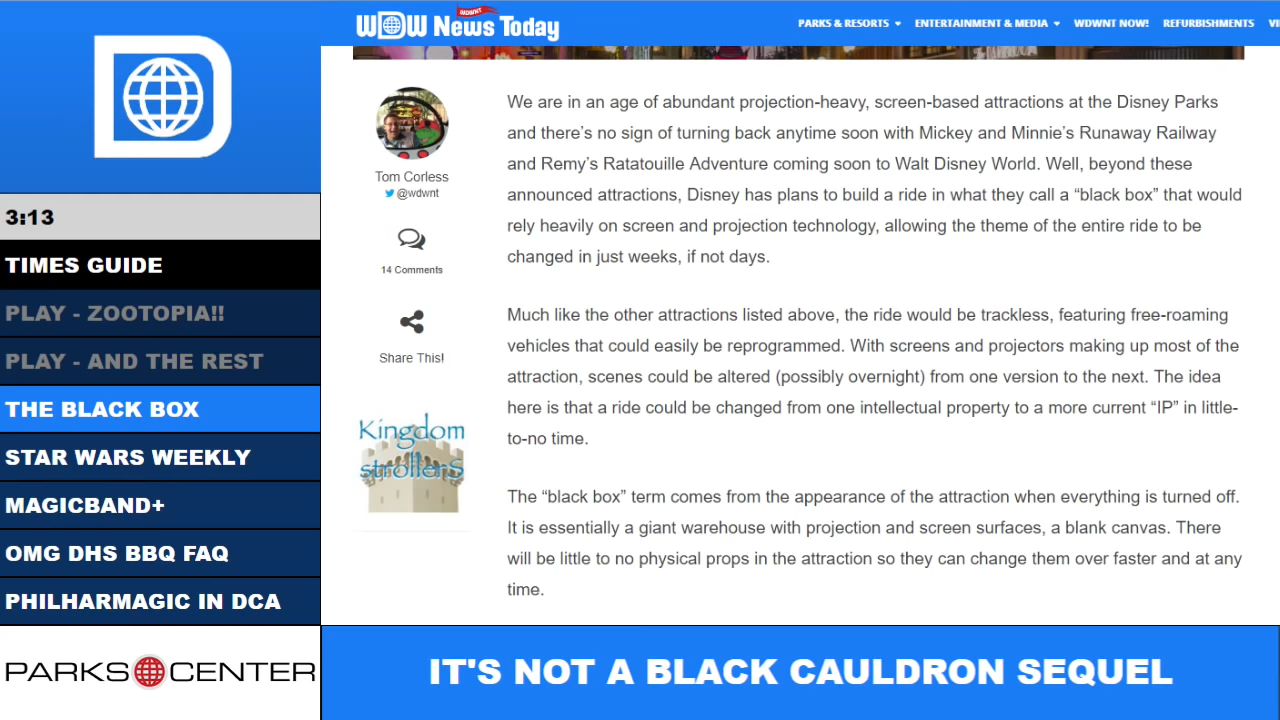 WDW News Today
WDWNT
PARKS & RESORTS
ENTERTAINMENT & MEDIA
WDWNT NOW!
REFURBISHMENTS
3:13
TIMES GUIDE
PLAY - ZOOTOPIA!!
PLAY - AND THE REST
THE BLACK BOX
STAR WARS WEEKLY
MAGICBAND+
OMG DHS BBQ FAQ
PHILHARMAGIC IN DCA
PARKS CENTER
Tom Corless
@wdwnt
14 Comments
Share This!
Kingdom
strollers
We are in an age of abundant projection-heavy, screen-based attractions at the Disney Parks
and there’s no sign of turning back anytime soon with Mickey and Minnie’s Runaway Railway
and Remy’s Ratatouille Adventure coming soon to Walt Disney World. Well, beyond these
announced attractions, Disney has plans to build a ride in what they call a “black box” that would
rely heavily on screen and projection technology, allowing the theme of the entire ride to be
changed in just weeks, if not days.
Much like the other attractions listed above, the ride would be trackless, featuring free-roaming
vehicles that could easily be reprogrammed. With screens and projectors making up most of the
attraction, scenes could be altered (possibly overnight) from one version to the next. The idea
here is that a ride could be changed from one intellectual property to a more current “IP” in little-
to-no time.
The “black box” term comes from the appearance of the attraction when everything is turned off.
It is essentially a giant warehouse with projection and screen surfaces, a blank canvas. There
will be little to no physical props in the attraction so they can change them over faster and at any
time.
IT'S NOT A BLACK CAULDRON SEQUEL